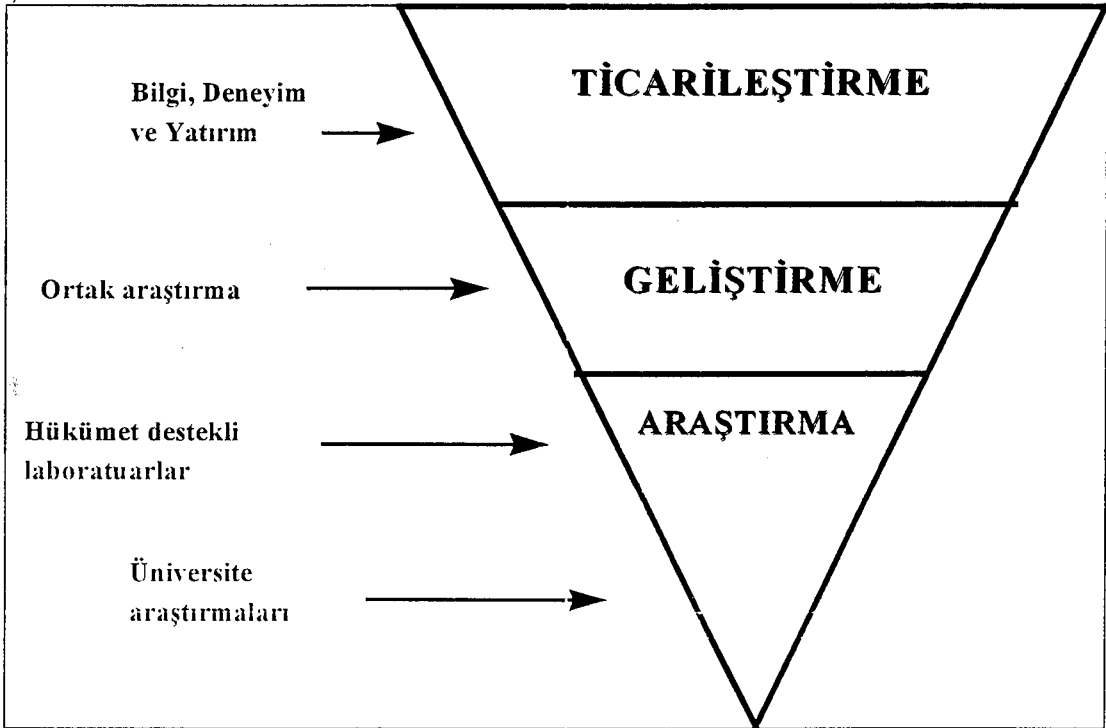 TİCARİLEŞTİRME
Bilgi, Deneyim
ve Yatırım
GELİŞTİRME
Ortak araştırma
ARAŞTIRMA
Hükümet destekli
laboratuarlar
Üniversite
araştırmaları